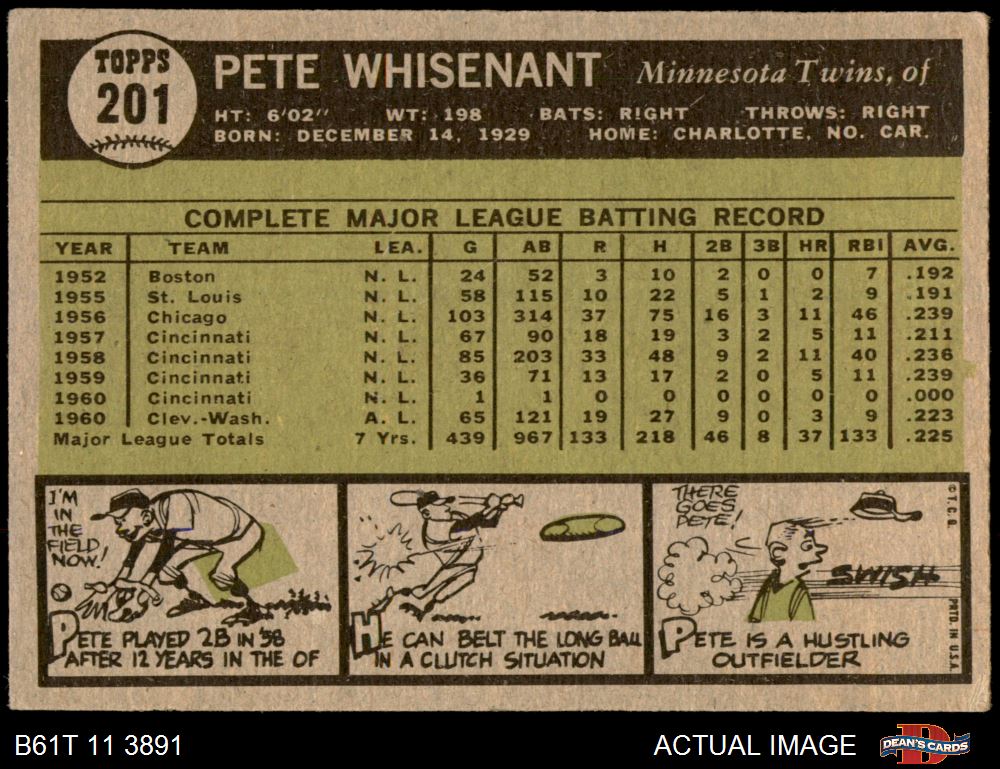 TOPPS
201
PETE WHISENANT Minnesota Twins, of
HT: 6'02" WT: 198 BATS: RIGHT THROWS: RIGHT
BORN: DECEMBER 14, 1929 HOME: CHARLOTTE, NO. CAR.
COMPLETE MAJOR LEAGUE BATTING RECORD
YEAR TEAM LEA. G AB R H 2B 3B HR RBI AVG.
1952 Boston N. L. 24 52 3 10 2 0 0 7 .192
1955 St. Louis N. L. 58 115 10 22 5 1 2 9 .191
1956 Chicago N. L. 103 314 37 75 16 3 11 46 .239
1957 Cincinnati N. L. 67 90 18 19 3 2 5 11 .211
1958 Cincinnati N. L. 85 203 33 48 9 2 11 40 .236
1959 Cincinnati N. L. 36 71 13 17 2 0 5 11 .239
1960 Cincinnati N. L. 1 1 0 0 0 0 0 0 .000
1960 Clev.-Wash. A. L. 65 121 19 27 9 0 3 9 .223
Major League Totals 7 Yrs. 439 967 133 218 46 8 37 133 .225
I'M
IN
THE
FIELD
NOW!
PETE PLAYED 2B IN '58
AFTER 12 YEARS IN THE OF
HE CAN BELT THE LONG BALL
IN A CLUTCH SITUATION
THERE
GOES
PETE!
SWISH
PETE IS A HUSTLING
OUTFIELDER
© T. C. G.
PRTD. IN U.S.A.
B61T 11 3891
ACTUAL IMAGE
DEAN'S CARDS